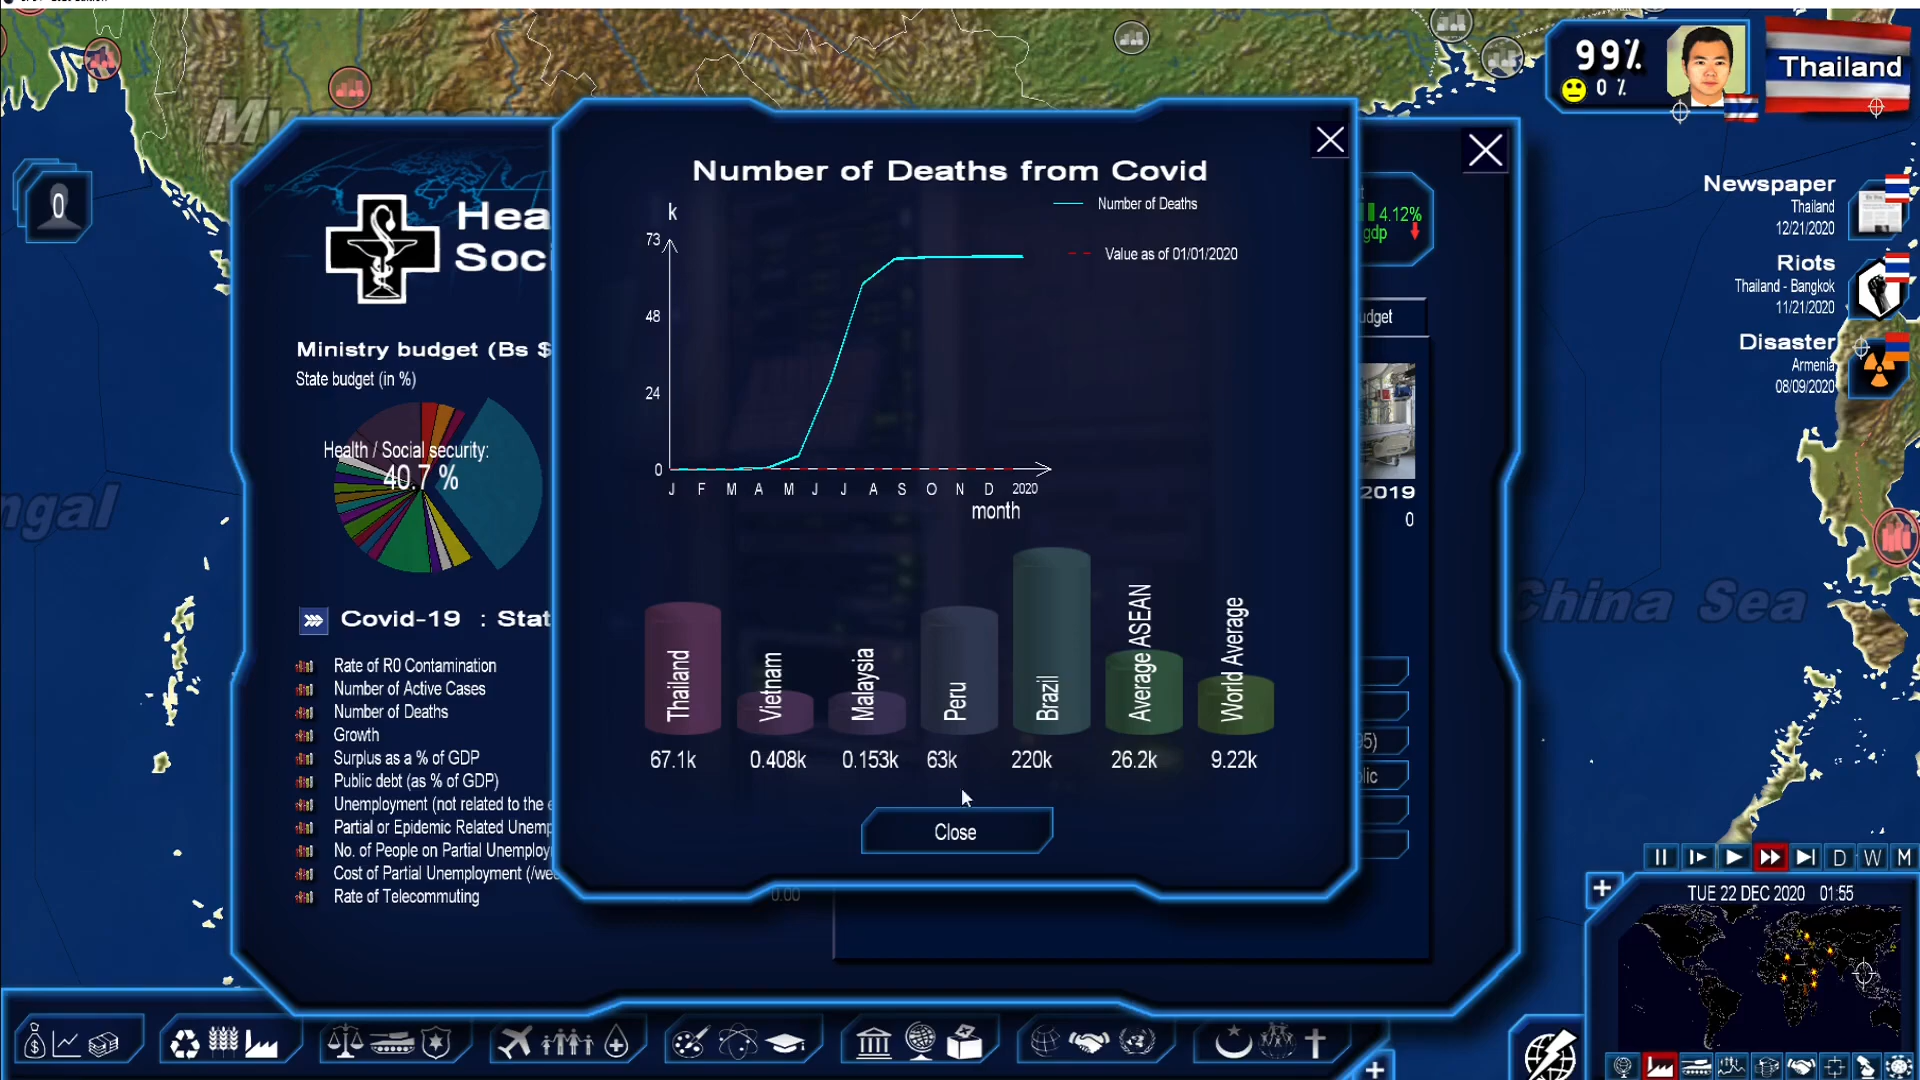 99%
0 %
Thailand
0
Newspaper
Thailand
12/21/2020
Riots
Thailand - Bangkok
11/21/2020
Disaster
Armenia
08/09/2020
4.12%
gdp
Ministry budget (Bs $
State budget (in %)
Health / Social security:
40.7 %
Covid-19 : Stat
Rate of R0 Contamination
Number of Active Cases
Number of Deaths
Growth
Surplus as a % of GDP
Public debt (as % of GDP)
Unemployment (not related to the e
Partial or Epidemic Related Unemp
No. of People on Partial Unemploy
Cost of Partial Unemployment (/we
Rate of Telecommuting
0.00
Number of Deaths from Covid
Number of Deaths
Value as of 01/01/2020
k
73
48
24
0
J F M A M J J A S O N D 2020
month
Thailand
Vietnam
Malaysia
Peru
Brazil
Average ASEAN
World Average
67.1k 0.408k 0.153k 63k 220k 26.2k 9.22k
Close
udget
2019
0
95)
lic
China Sea
ngal
D W M
TUE 22 DEC 2020 01:55